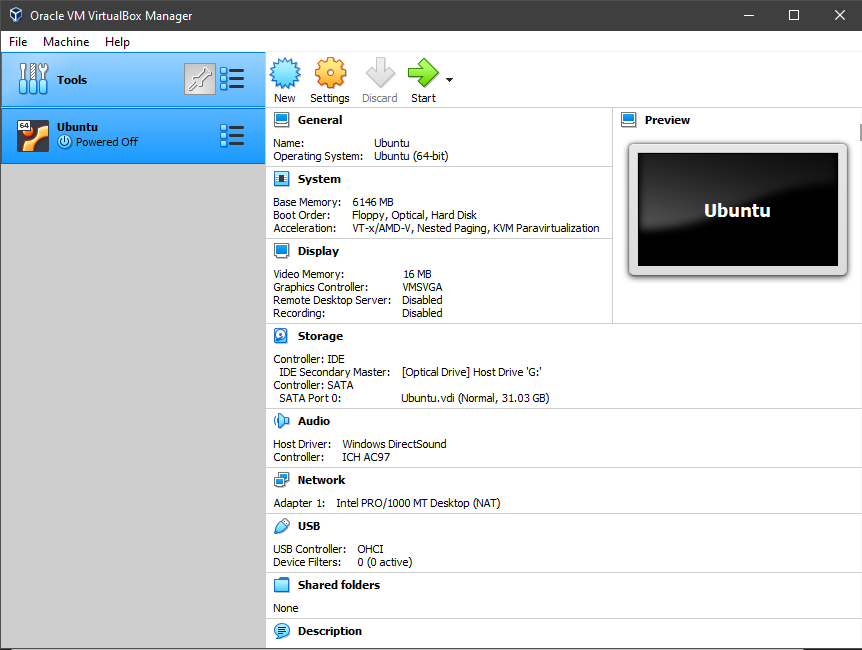 Oracle VM VirtualBox Manager
File Machine Help
Tools
New Settings Discard Start
64
Ubuntu
Powered Off
General
Name: Ubuntu
Operating System: Ubuntu (64-bit)
System
Base Memory: 6146 MB
Boot Order: Floppy, Optical, Hard Disk
Acceleration: VT-x/AMD-V, Nested Paging, KVM Paravirtualization
Display
Video Memory: 16 MB
Graphics Controller: VMSVGA
Remote Desktop Server: Disabled
Recording: Disabled
Preview
Ubuntu
Storage
Controller: IDE
IDE Secondary Master: [Optical Drive] Host Drive 'G:'
Controller: SATA
SATA Port 0: Ubuntu.vdi (Normal, 31.03 GB)
Audio
Host Driver: Windows DirectSound
Controller: ICH AC97
Network
Adapter 1: Intel PRO/1000 MT Desktop (NAT)
USB
USB Controller: OHCI
Device Filters: 0 (0 active)
Shared folders
None
Description